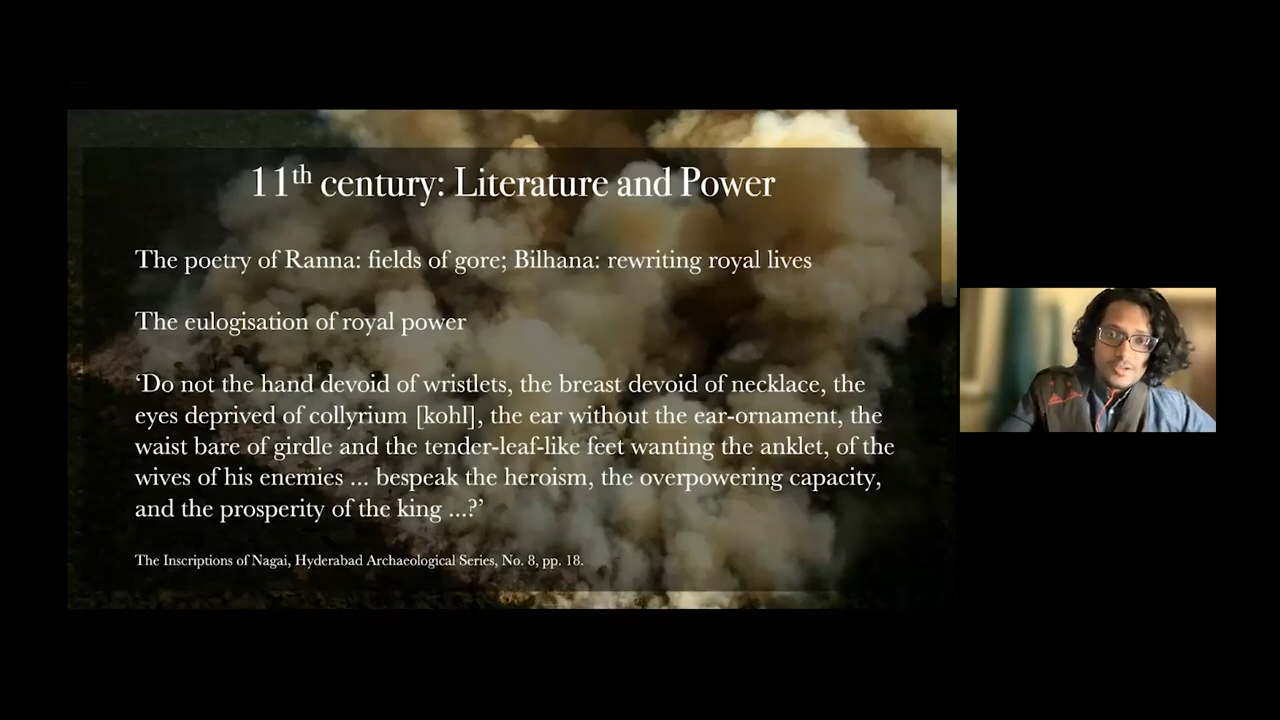 11th century: Literature and Power
The poetry of Ranna: fields of gore; Bilhana: rewriting royal lives
The eulogisation of royal power
‘Do not the hand devoid of wristlets, the breast devoid of necklace, the
eyes deprived of collyrium [kohl], the ear without the ear-ornament, the
waist bare of girdle and the tender-leaf-like feet wanting the anklet, of the
wives of his enemies ... bespeak the heroism, the overpowering capacity,
and the prosperity of the king ...?’
The Inscriptions of Nagai, Hyderabad Archaeological Series, No. 8, pp. 18.